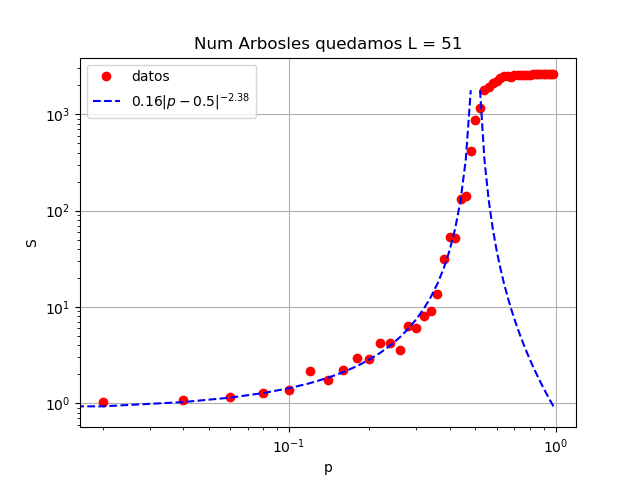 Num Arbosles quedamos L = 51
datos
0.16|p − 0.5|^{−2.38}
S
10^3
10^2
10^1
10^0
10^{−1}
10^0
p